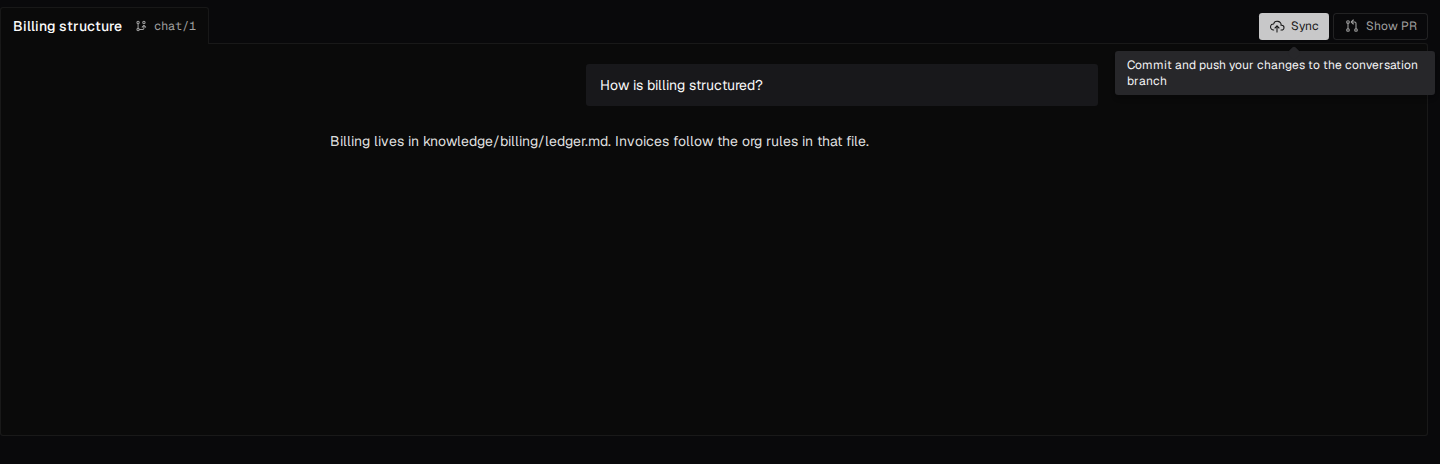 Billing structure chat/1 Sync Show PR
Commit and push your changes to the conversation
branch
How is billing structured?
Billing lives in knowledge/billing/ledger.md. Invoices follow the org rules in that file.